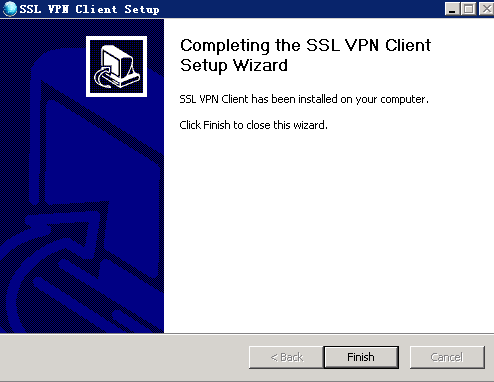 SSL VPN Client Setup
Completing the SSL VPN Client
Setup Wizard
SSL VPN Client has been installed on your computer.
Click Finish to close this wizard.
< Back
Finish
Cancel